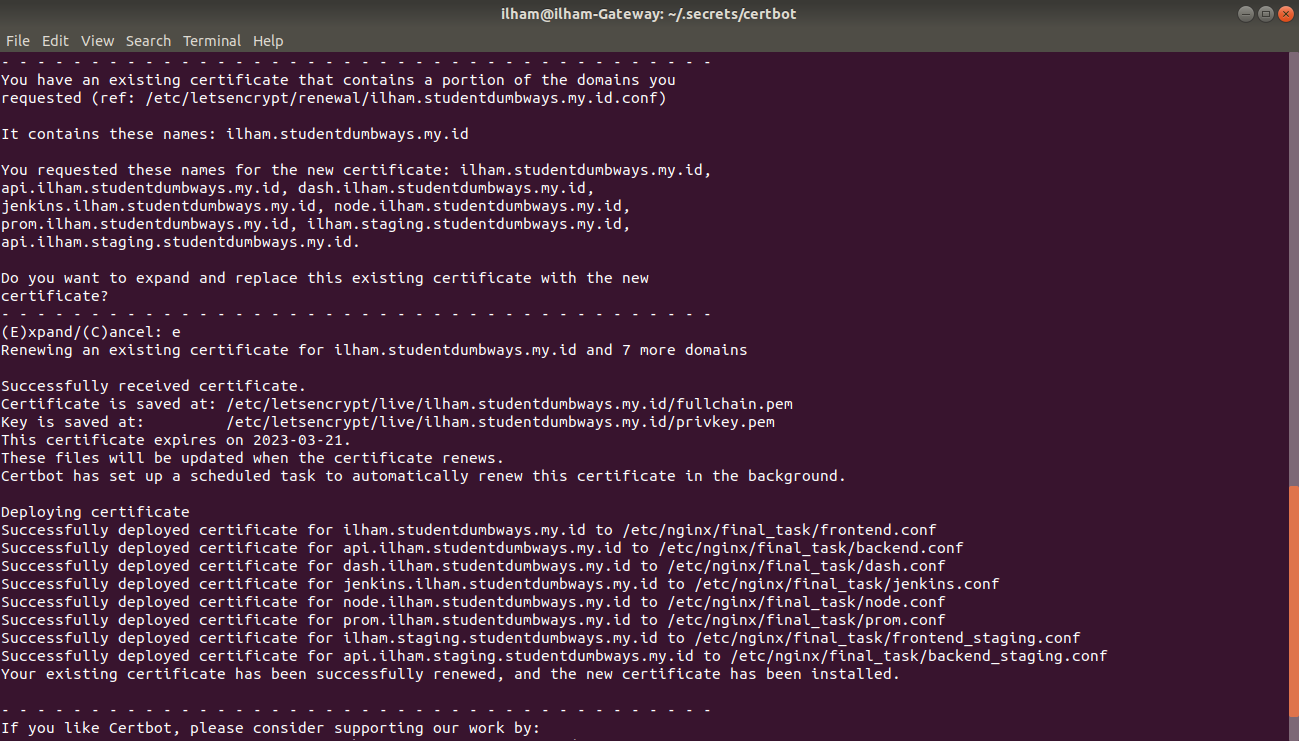 ilham@ilham-Gateway: ~/.secrets/certbot
File Edit View Search Terminal Help
- - - - - - - - - - - - - - - - - - - - - - - - - - - - - - - - - - - - - - - -
You have an existing certificate that contains a portion of the domains you
requested (ref: /etc/letsencrypt/renewal/ilham.studentdumbways.my.id.conf)
It contains these names: ilham.studentdumbways.my.id
You requested these names for the new certificate: ilham.studentdumbways.my.id,
api.ilham.studentdumbways.my.id, dash.ilham.studentdumbways.my.id,
jenkins.ilham.studentdumbways.my.id, node.ilham.studentdumbways.my.id,
prom.ilham.studentdumbways.my.id, ilham.staging.studentdumbways.my.id,
api.ilham.staging.studentdumbways.my.id.
Do you want to expand and replace this existing certificate with the new
certificate?
- - - - - - - - - - - - - - - - - - - - - - - - - - - - - - - - - - - - - - - -
(E)xpand/(C)ancel: e
Renewing an existing certificate for ilham.studentdumbways.my.id and 7 more domains
Successfully received certificate.
Certificate is saved at: /etc/letsencrypt/live/ilham.studentdumbways.my.id/fullchain.pem
Key is saved at:         /etc/letsencrypt/live/ilham.studentdumbways.my.id/privkey.pem
This certificate expires on 2023-03-21.
These files will be updated when the certificate renews.
Certbot has set up a scheduled task to automatically renew this certificate in the background.
Deploying certificate
Successfully deployed certificate for ilham.studentdumbways.my.id to /etc/nginx/final_task/frontend.conf
Successfully deployed certificate for api.ilham.studentdumbways.my.id to /etc/nginx/final_task/backend.conf
Successfully deployed certificate for dash.ilham.studentdumbways.my.id to /etc/nginx/final_task/dash.conf
Successfully deployed certificate for jenkins.ilham.studentdumbways.my.id to /etc/nginx/final_task/jenkins.conf
Successfully deployed certificate for node.ilham.studentdumbways.my.id to /etc/nginx/final_task/node.conf
Successfully deployed certificate for prom.ilham.studentdumbways.my.id to /etc/nginx/final_task/prom.conf
Successfully deployed certificate for ilham.staging.studentdumbways.my.id to /etc/nginx/final_task/frontend_staging.conf
Successfully deployed certificate for api.ilham.staging.studentdumbways.my.id to /etc/nginx/final_task/backend_staging.conf
Your existing certificate has been successfully renewed, and the new certificate has been installed.
- - - - - - - - - - - - - - - - - - - - - - - - - - - - - - - - - - - - - - - -
If you like Certbot, please consider supporting our work by: